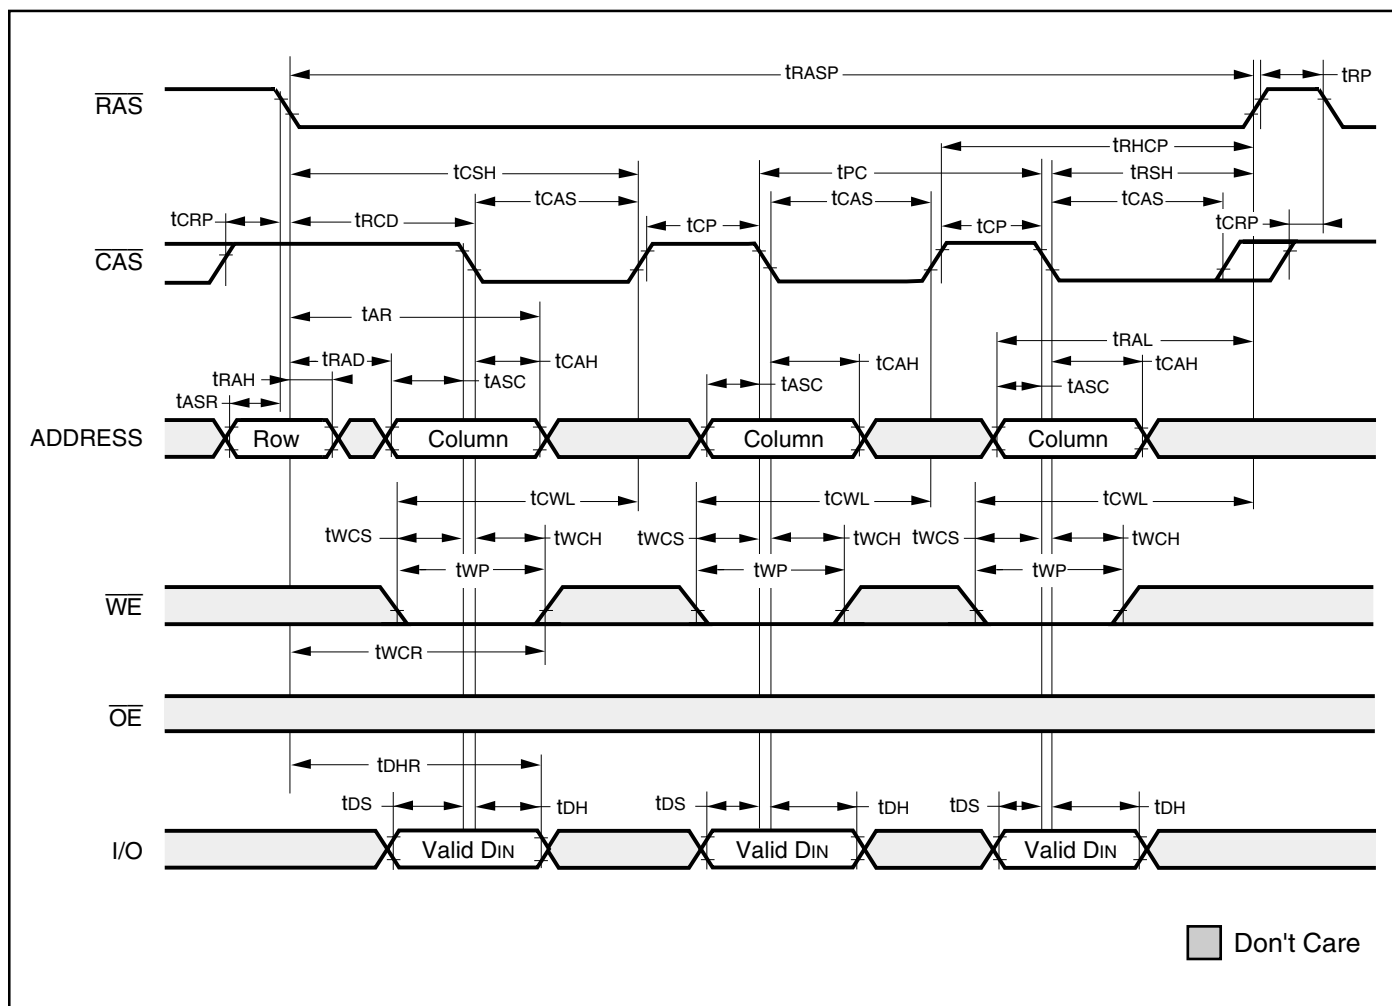 tRASP
tRP
RAS
tRHCP
tCSH
tPC
tRSH
tCAS
tCAS
tCAS
tCRP
tRCD
tCP
tCP
tCRP
CAS
tAR
tRAL
tRAD
tCAH
tCAH
tCAH
tRAH
tASC
tASC
tASC
tASR
ADDRESS
Row
Column
Column
Column
tCWL
tCWL
tCWL
tWCS
tWCH
tWCS
tWCH
tWCS
tWCH
tWP
tWP
tWP
WE
tWCR
OE
tDHR
tDS
tDH
tDS
tDH
tDS
tDH
I/O
Valid DIN
Valid DIN
Valid DIN
Don't Care